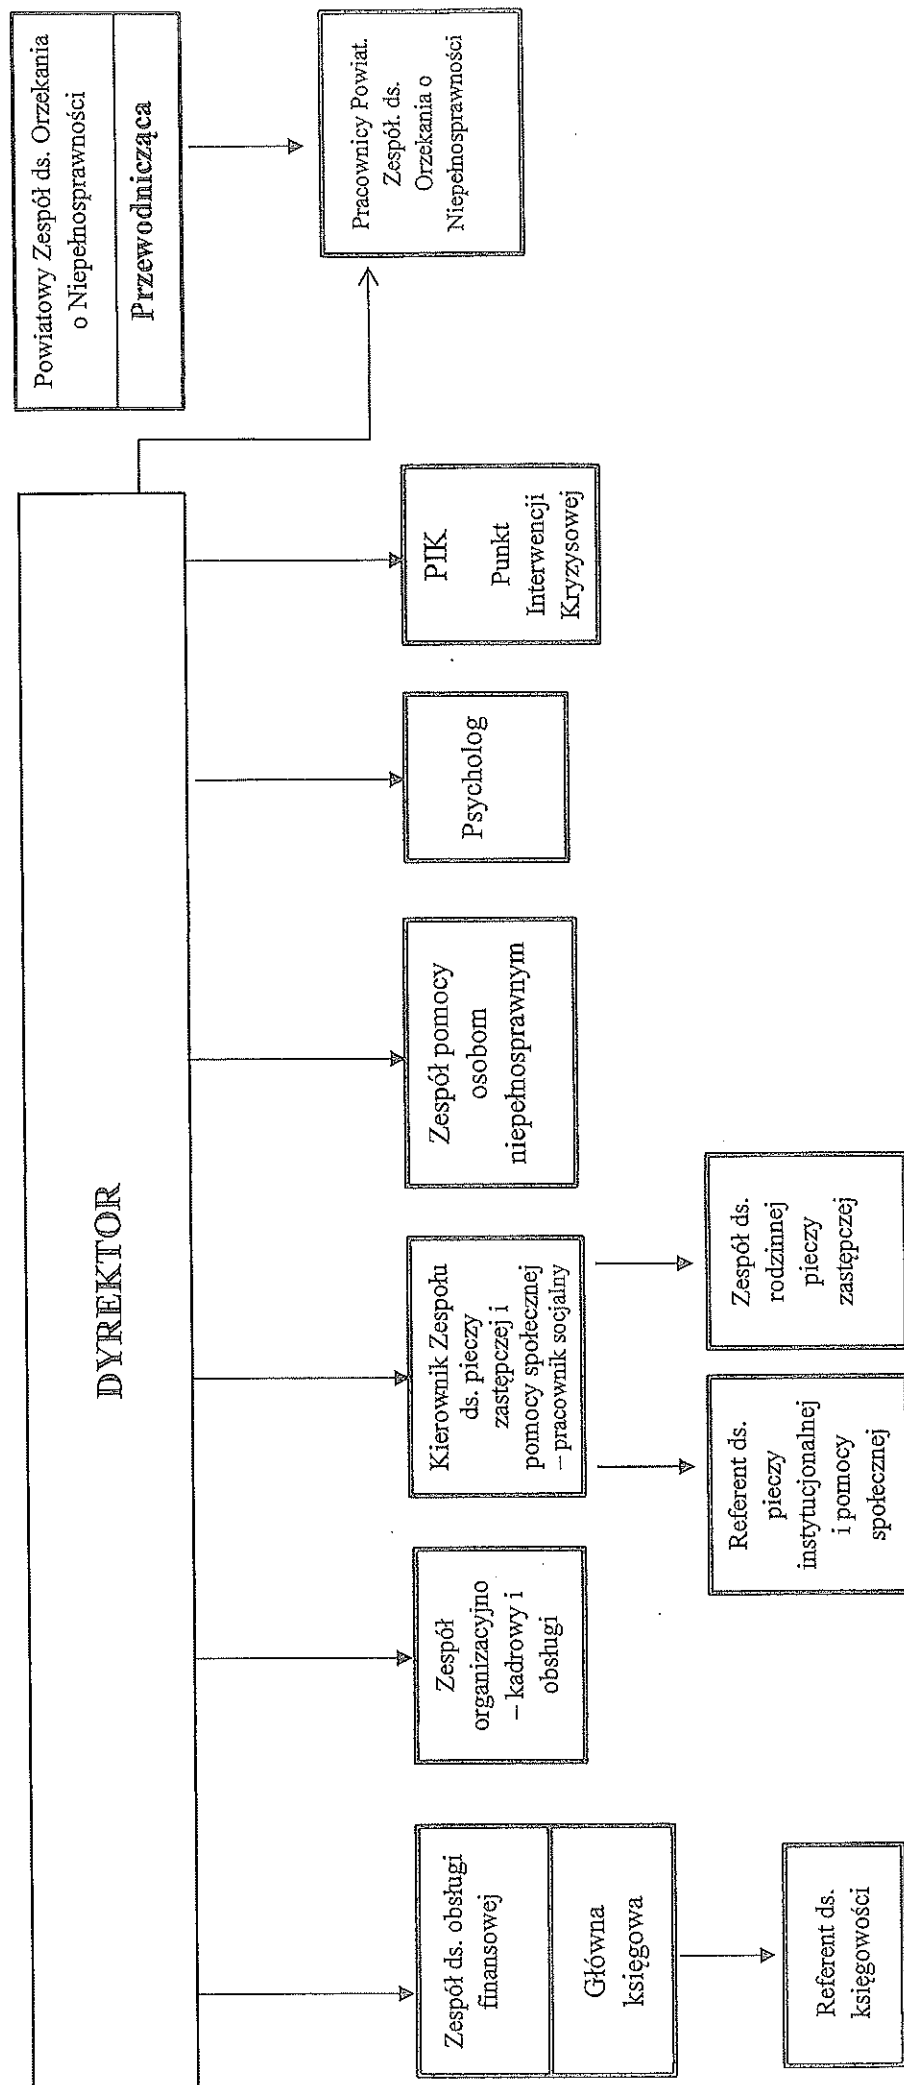 DYREKTOR
Powiatowy Zespół ds. Orzekania
o Niepełnosprawności
Przewodnicząca
Zespół ds. obsługi
finansowej
Główna
księgowa
Zespół
organizacyjno
– kadrowy i
obsługi
Kierownik Zespołu
ds. pieczy
zastępczej i
pomocy społecznej
– pracownik socjalny
Zespół pomocy
osobom
niepełnosprawnym
Psycholog
PIK
Punkt
Interwencji
Kryzysowej
Pracownicy Powiat.
Zespół. ds.
Orzekania o
Niepełnosprawności
Referent ds.
księgowości
Referent ds.
pieczy
instytucjonalnej
i pomocy
społecznej
Zespół ds.
rodzinnej
pieczy
zastępczej